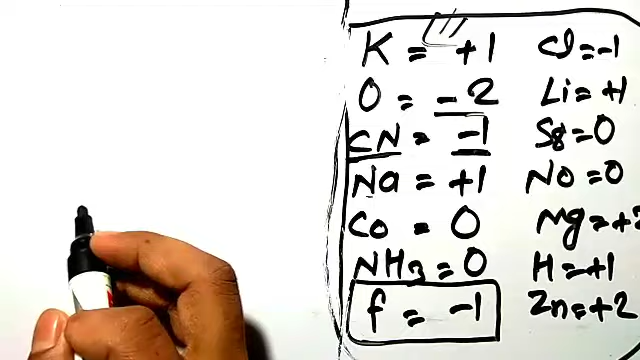 K = +1 Cl=-1
O = -2 Li=+1
CN = -1 S8=0
Na = +1 No=0
Co = 0 Mg=+2
NH3=0 H=+1
f = -1 Zn=+2